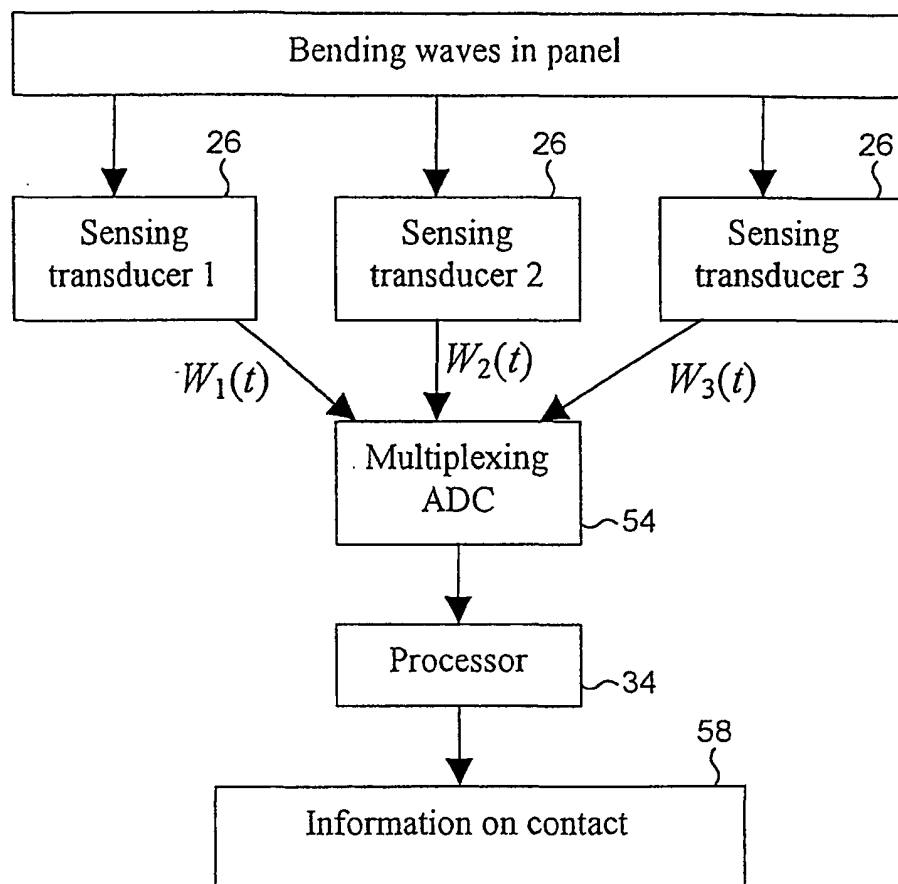 Bending waves in panel
26
26
26
Sensing
transducer 1
Sensing
transducer 2
Sensing
transducer 3
W₁(t)
W₂(t)
W₃(t)
Multiplexing
ADC
54
Processor
34
58
Information on contact